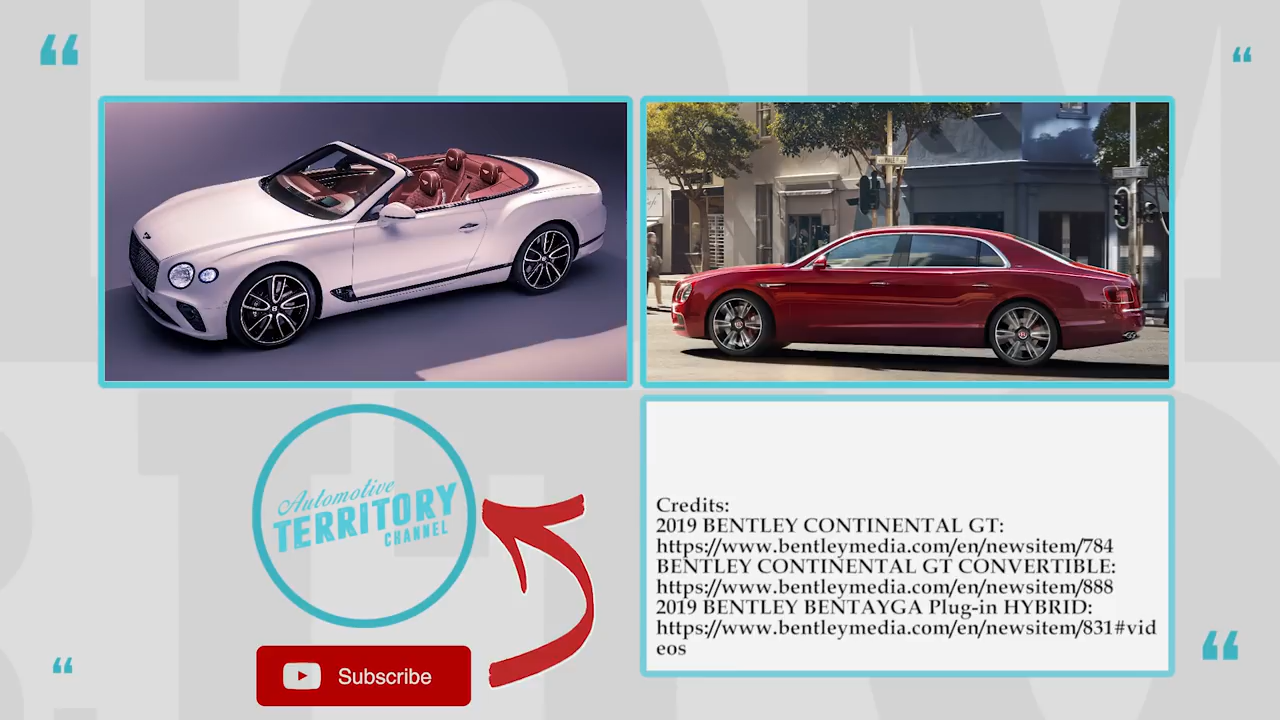 Automotive
TERRITORY
CHANNEL
Subscribe
Credits:
2019 BENTLEY CONTINENTAL GT:
https://www.bentleymedia.com/en/newsitem/784
BENTLEY CONTINENTAL GT CONVERTIBLE:
https://www.bentleymedia.com/en/newsitem/888
2019 BENTLEY BENTAYGA Plug-in HYBRID:
https://www.bentleymedia.com/en/newsitem/831#vid
eos